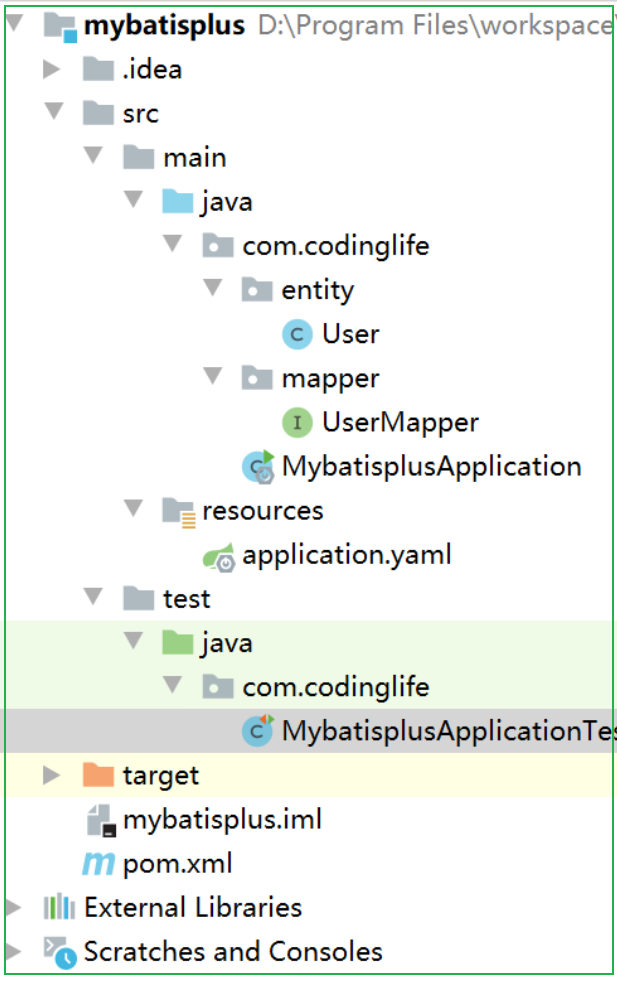 mybatisplus D:\Program Files\workspace
.idea
src
main
java
com.codinglife
entity
C User
mapper
I UserMapper
C MybatisplusApplication
resources
application.yaml
test
java
com.codinglife
C MybatisplusApplicationTes
target
mybatisplus.iml
m pom.xml
External Libraries
Scratches and Consoles